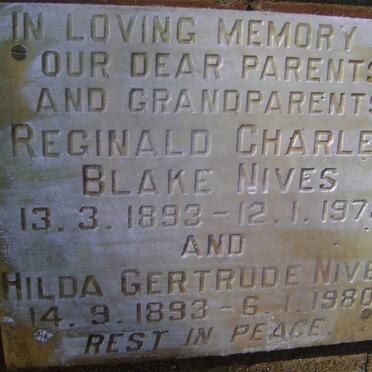 IN LOVING MEMORY
OUR DEAR PARENTS
AND GRANDPARENTS
REGINALD CHARLE
BLAKE NIVES
13.3.1893-12.1.197
AND
HILDA GERTRUDE NIVE
14.9.1893-6.1.1980
REST IN PEACE.